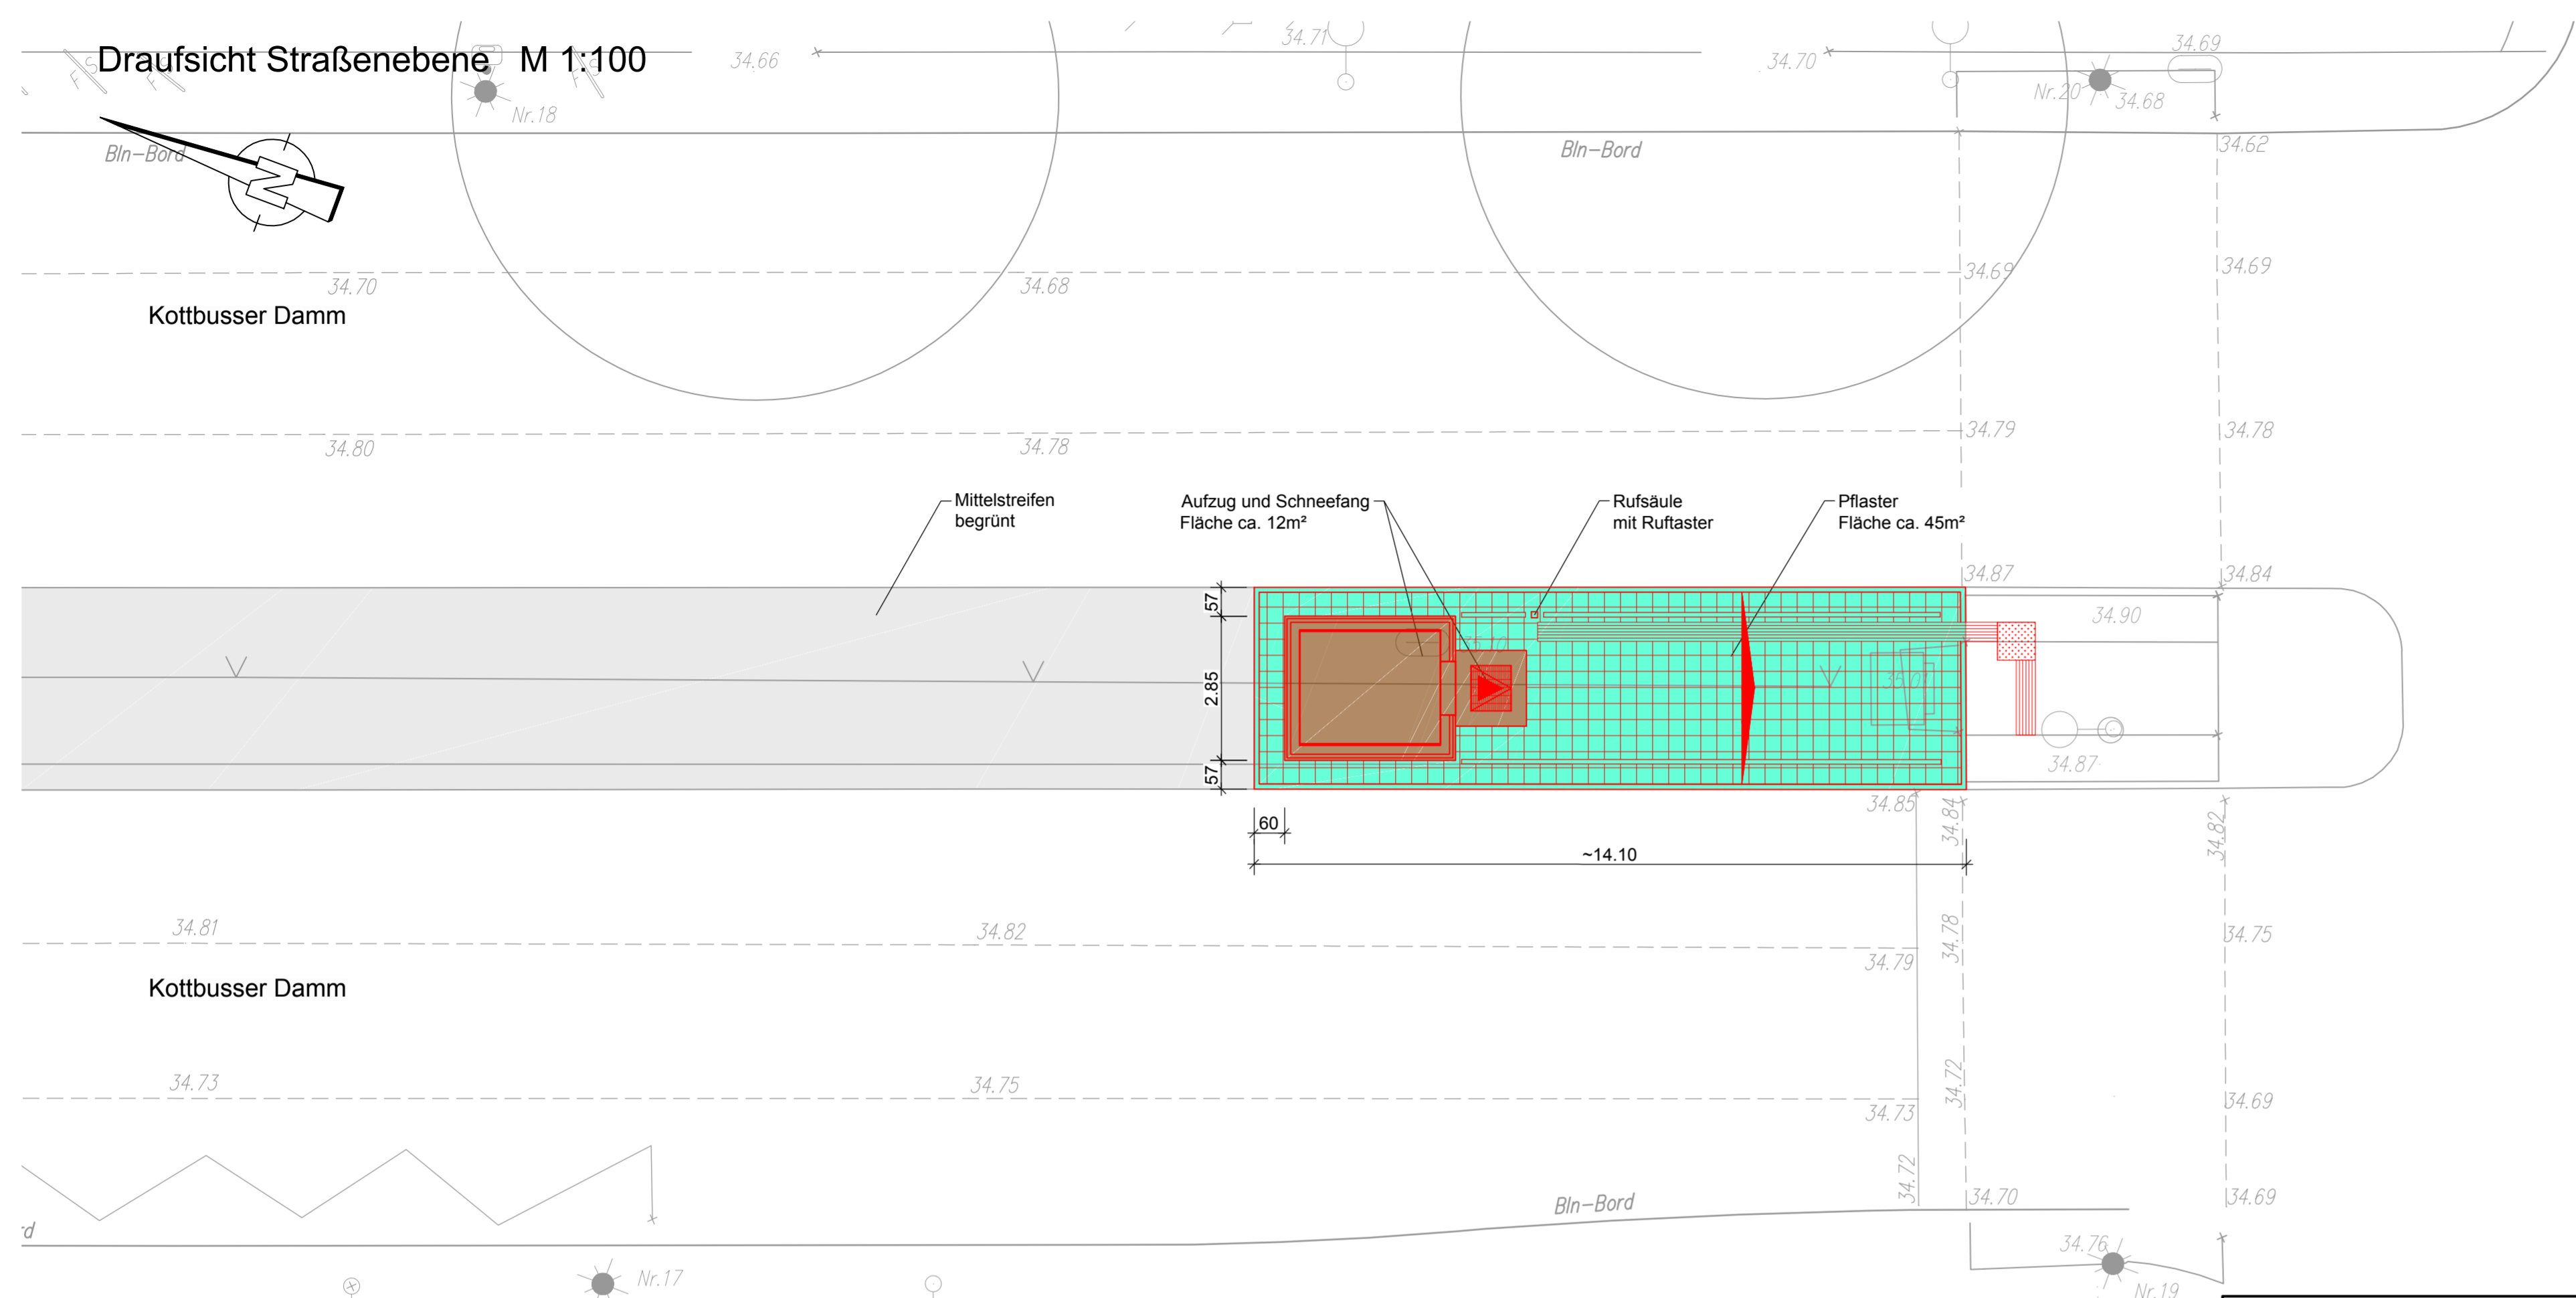 Draufsicht Straßenebene M 1:100
34.66
34.71
34.70
34.69
F S
F S
F S
Nr.18
Nr.20
34.68
Bln-Bord
Bln-Bord
34.62
N
34.70
34.68
34.69
34.69
Kottbusser Damm
34.80
34.78
34.79
34.78
Mittelstreifen
begrünt
Aufzug und Schneefang
Fläche ca. 12m²
Rufsäule
mit Ruftaster
Pflaster
Fläche ca. 45m²
34.87
34.84
57
2.85
57
35.10
35.01
34.90
34.87
60
~14.10
34.85
34.84
34.82
34.81
34.82
34.79
34.78
34.75
Kottbusser Damm
34.73
34.75
34.73
34.72
34.69
34.72
34.70
34.69
Bln-Bord
rd
34.76
Nr.17
Nr.19